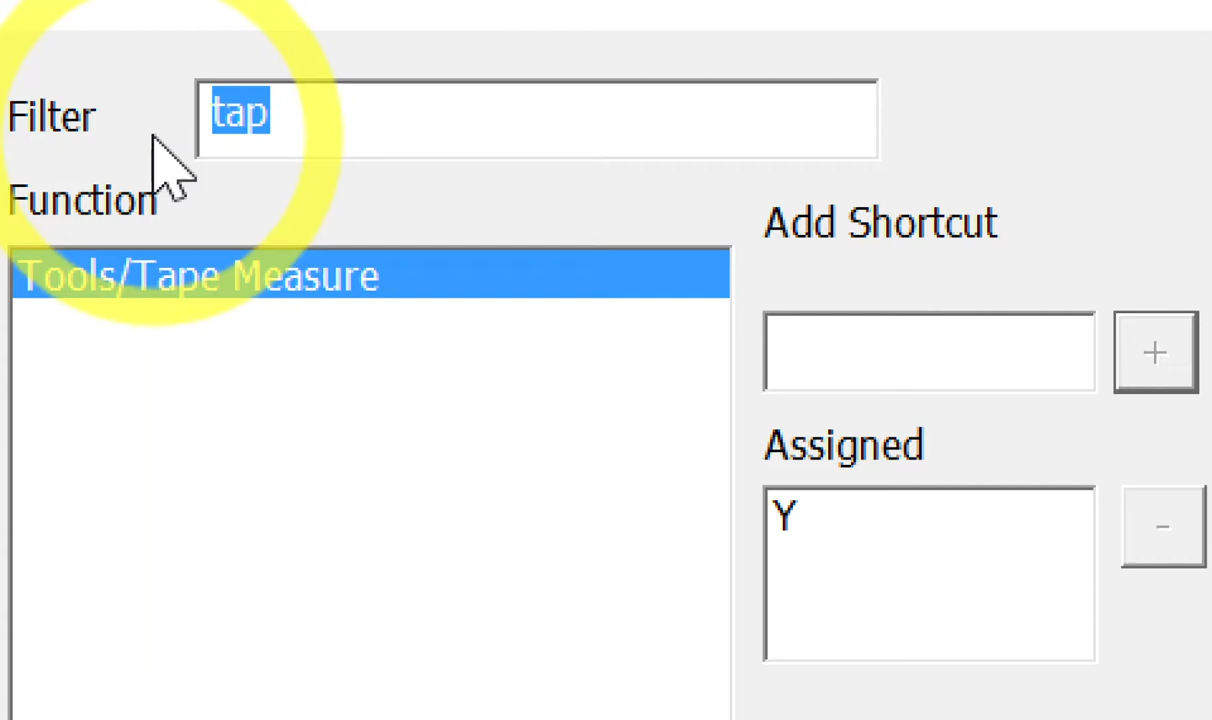 Filter
tap
Function
Add Shortcut
Tools/Tape Measure
+
Assigned
Y
-